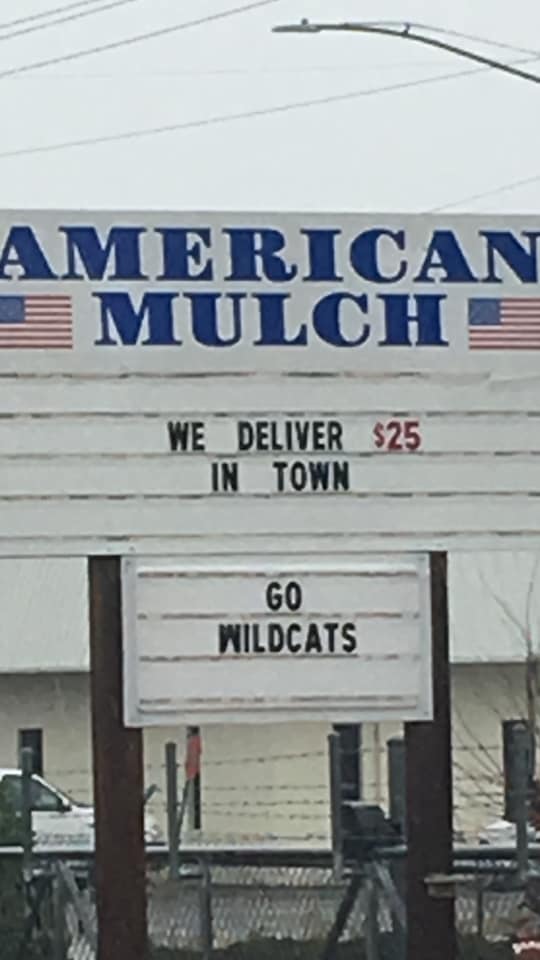 AMERICAN
MULCH
WE DELIVER $25
IN TOWN
GO
WILDCATS